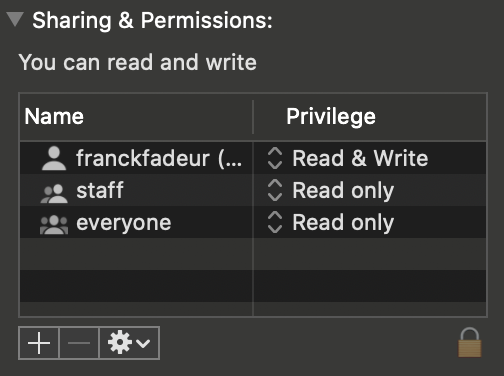 Sharing & Permissions:
You can read and write
Name Privilege
franckfadeur (... Read & Write
staff Read only
everyone Read only